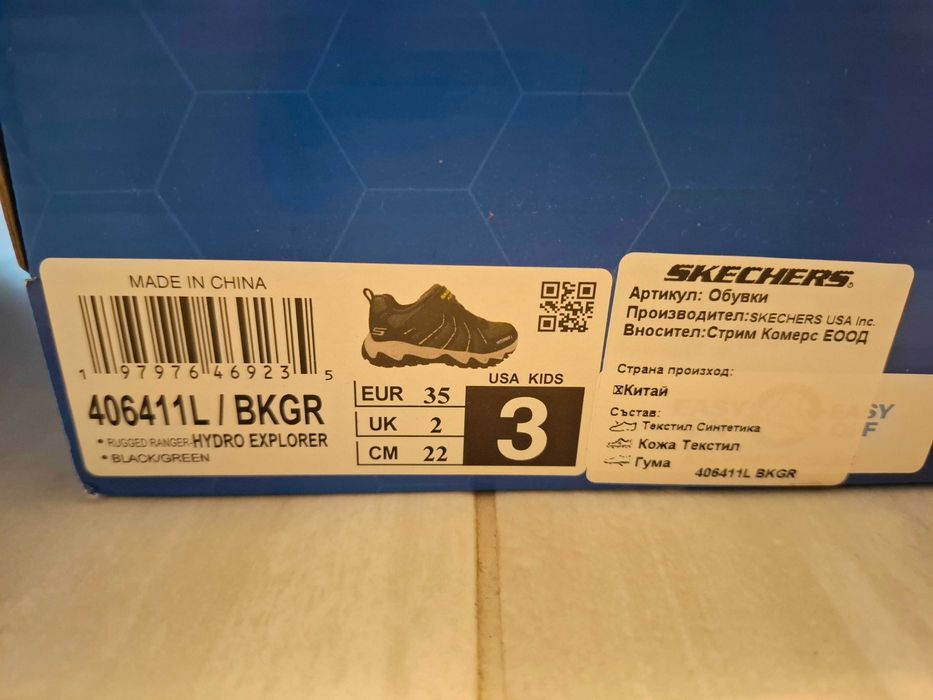 MADE IN CHINA
1 97976 46923 5
406411L / BKGR
• RUGGED RANGER-HYDRO EXPLORER
• BLACK/GREEN
USA KIDS
EUR 35
UK 2
CM 22
3
SKECHERS
Артикул: Обувки
Производител:SKECHERS USA Inc.
Вносител:Стрим Комерс ЕООД
Страна произход:
Китай
Състав:
Текстил Синтетика
Кожа Текстил
Гума
406411L BKGR
SY
F